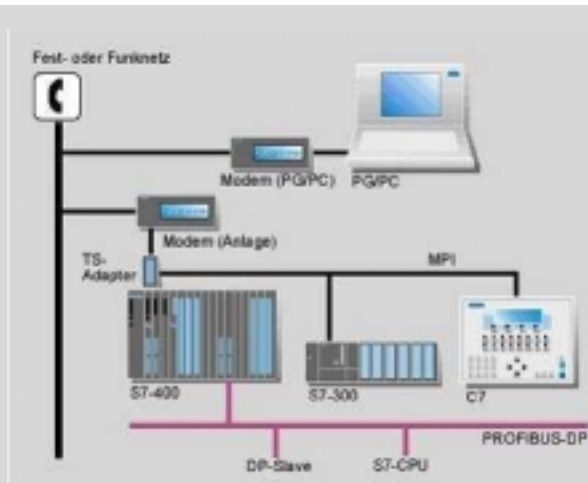 Fest- oder Funknetz
Modem (PG/PC)
PG/PC
Modem (Anlage)
TS-
Adapter
MPI
S7-400
S7-300
C7
PROFIBUS-DP
DP-Slave
S7-CPU